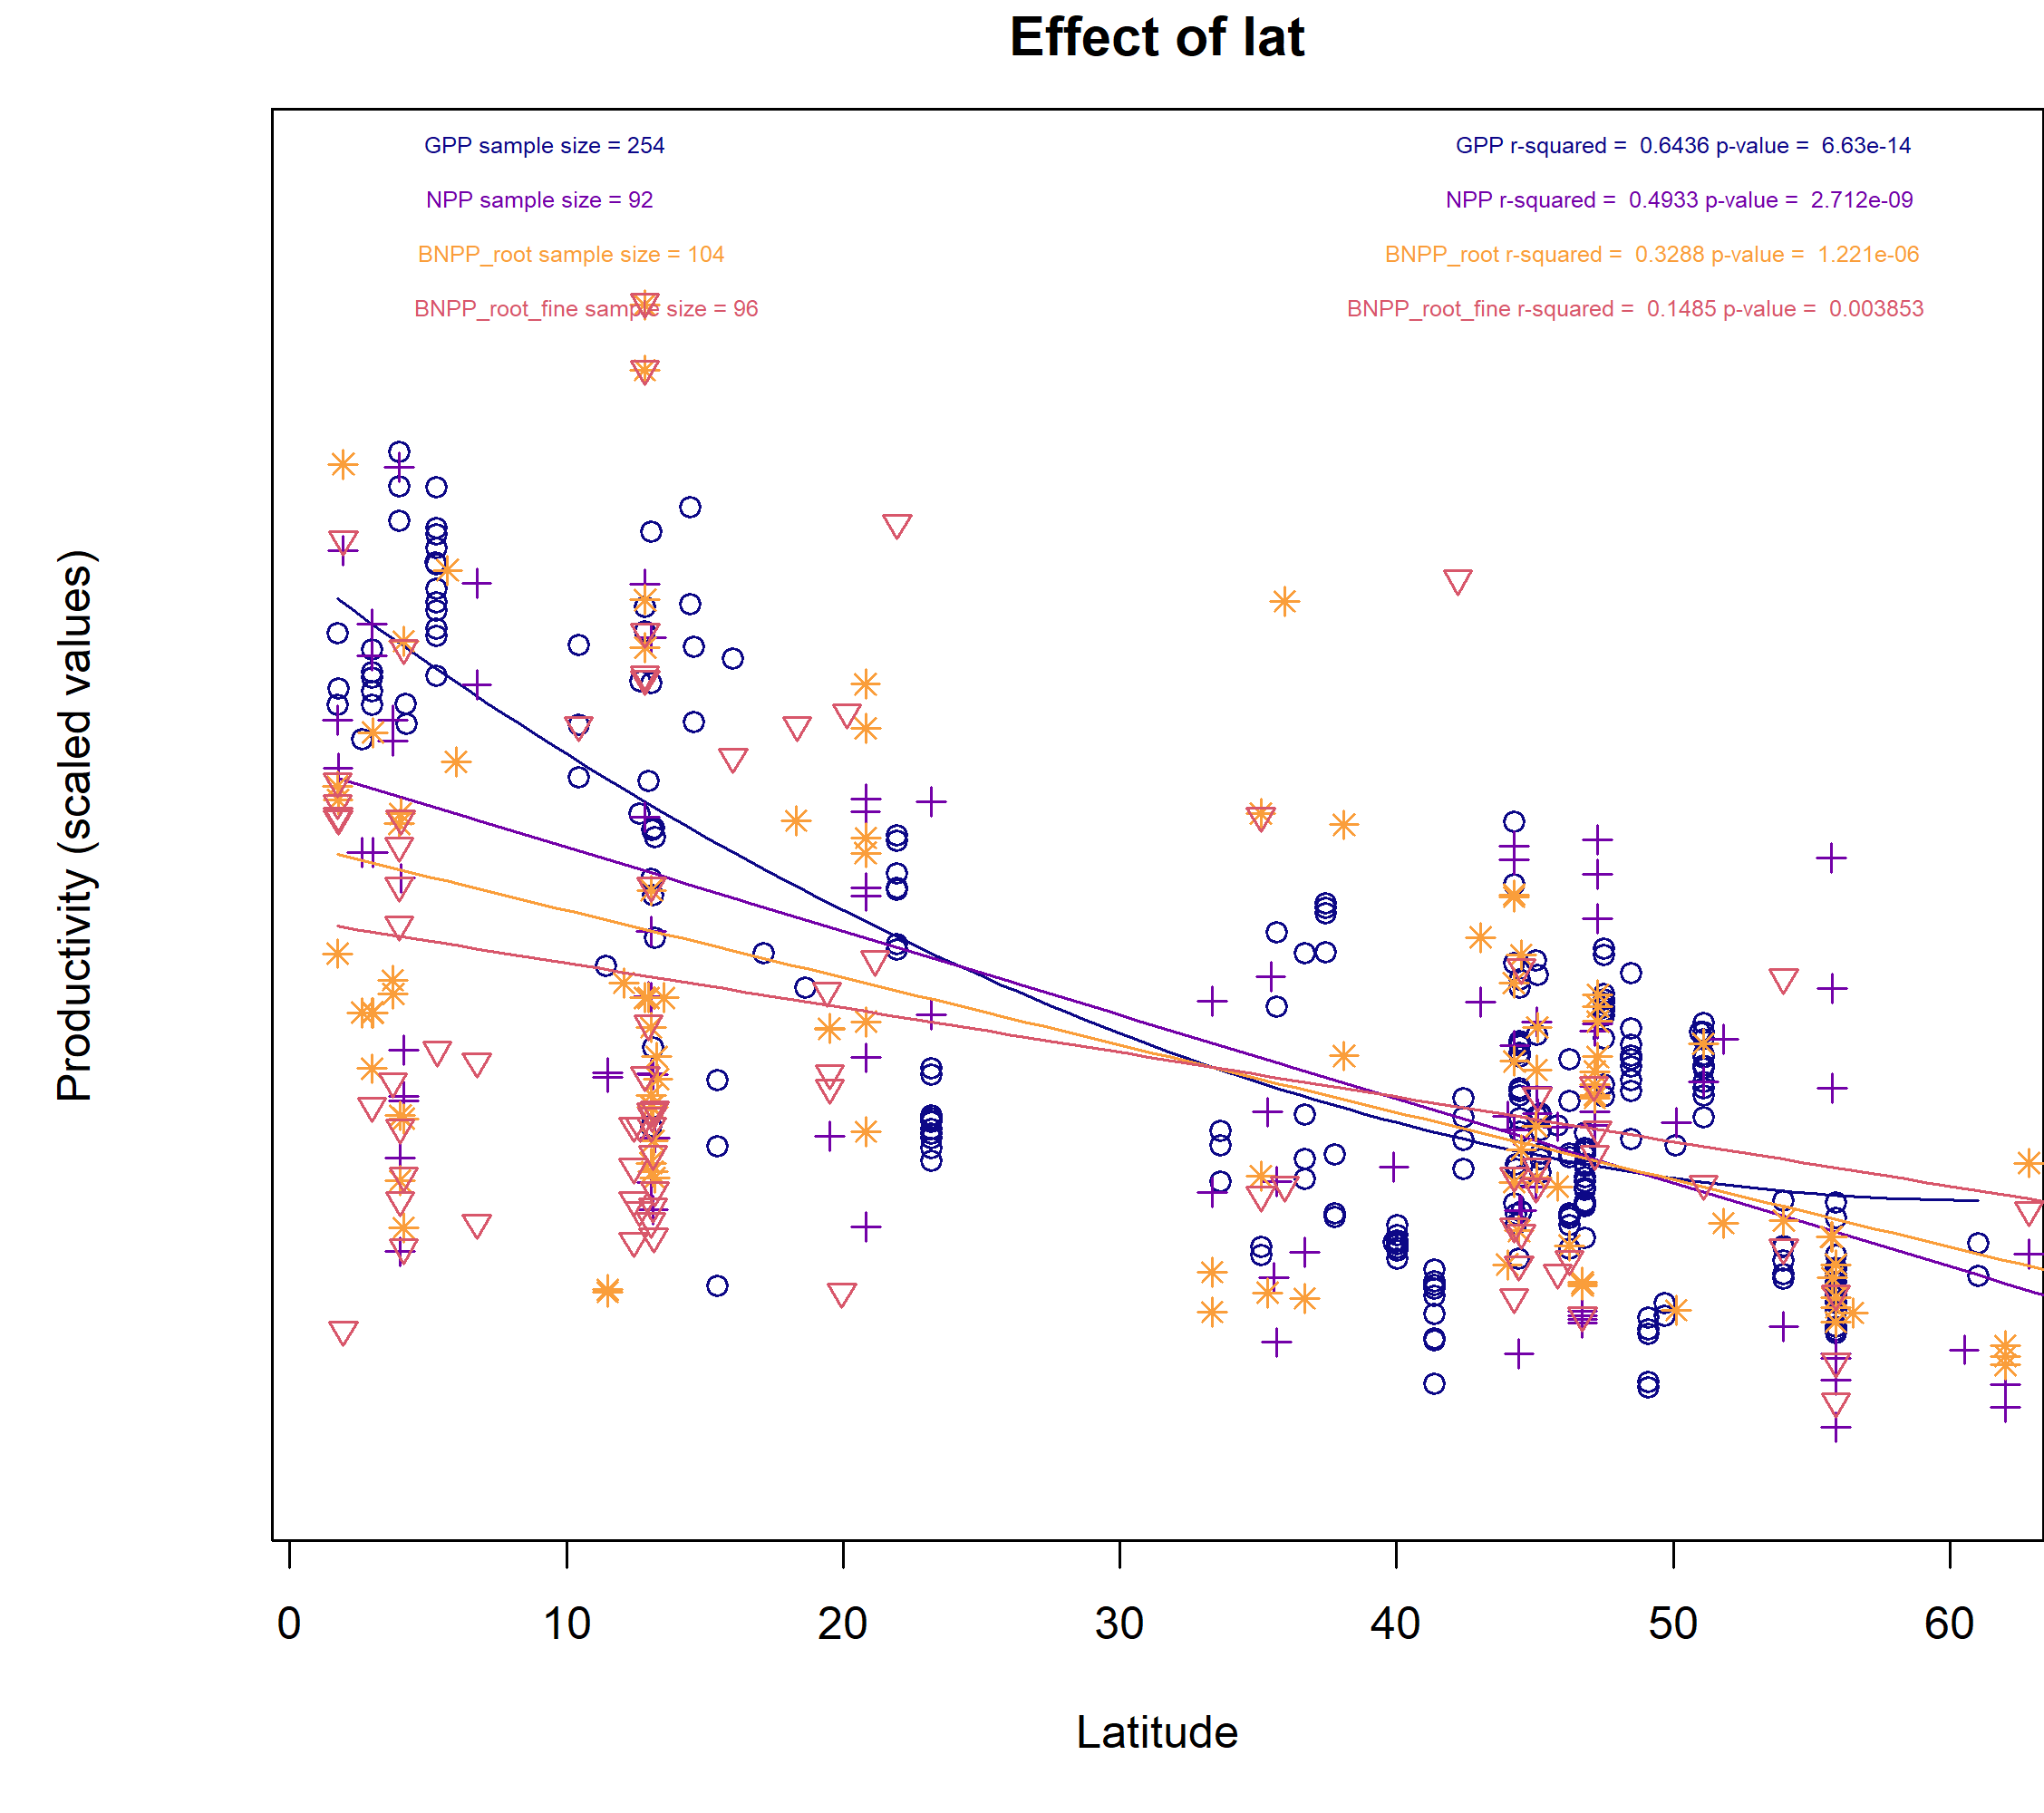 Effect of lat
GPP sample size = 254
GPP r-squared =  0.6436 p-value =  6.63e-14
NPP sample size = 92
NPP r-squared =  0.4933 p-value =  2.712e-09
BNPP_root sample size = 104
BNPP_root r-squared =  0.3288 p-value =  1.221e-06
BNPP_root_fine sample size = 96
BNPP_root_fine r-squared =  0.1485 p-value =  0.003853
Productivity (scaled values)
0 10 20 30 40 50 60
Latitude